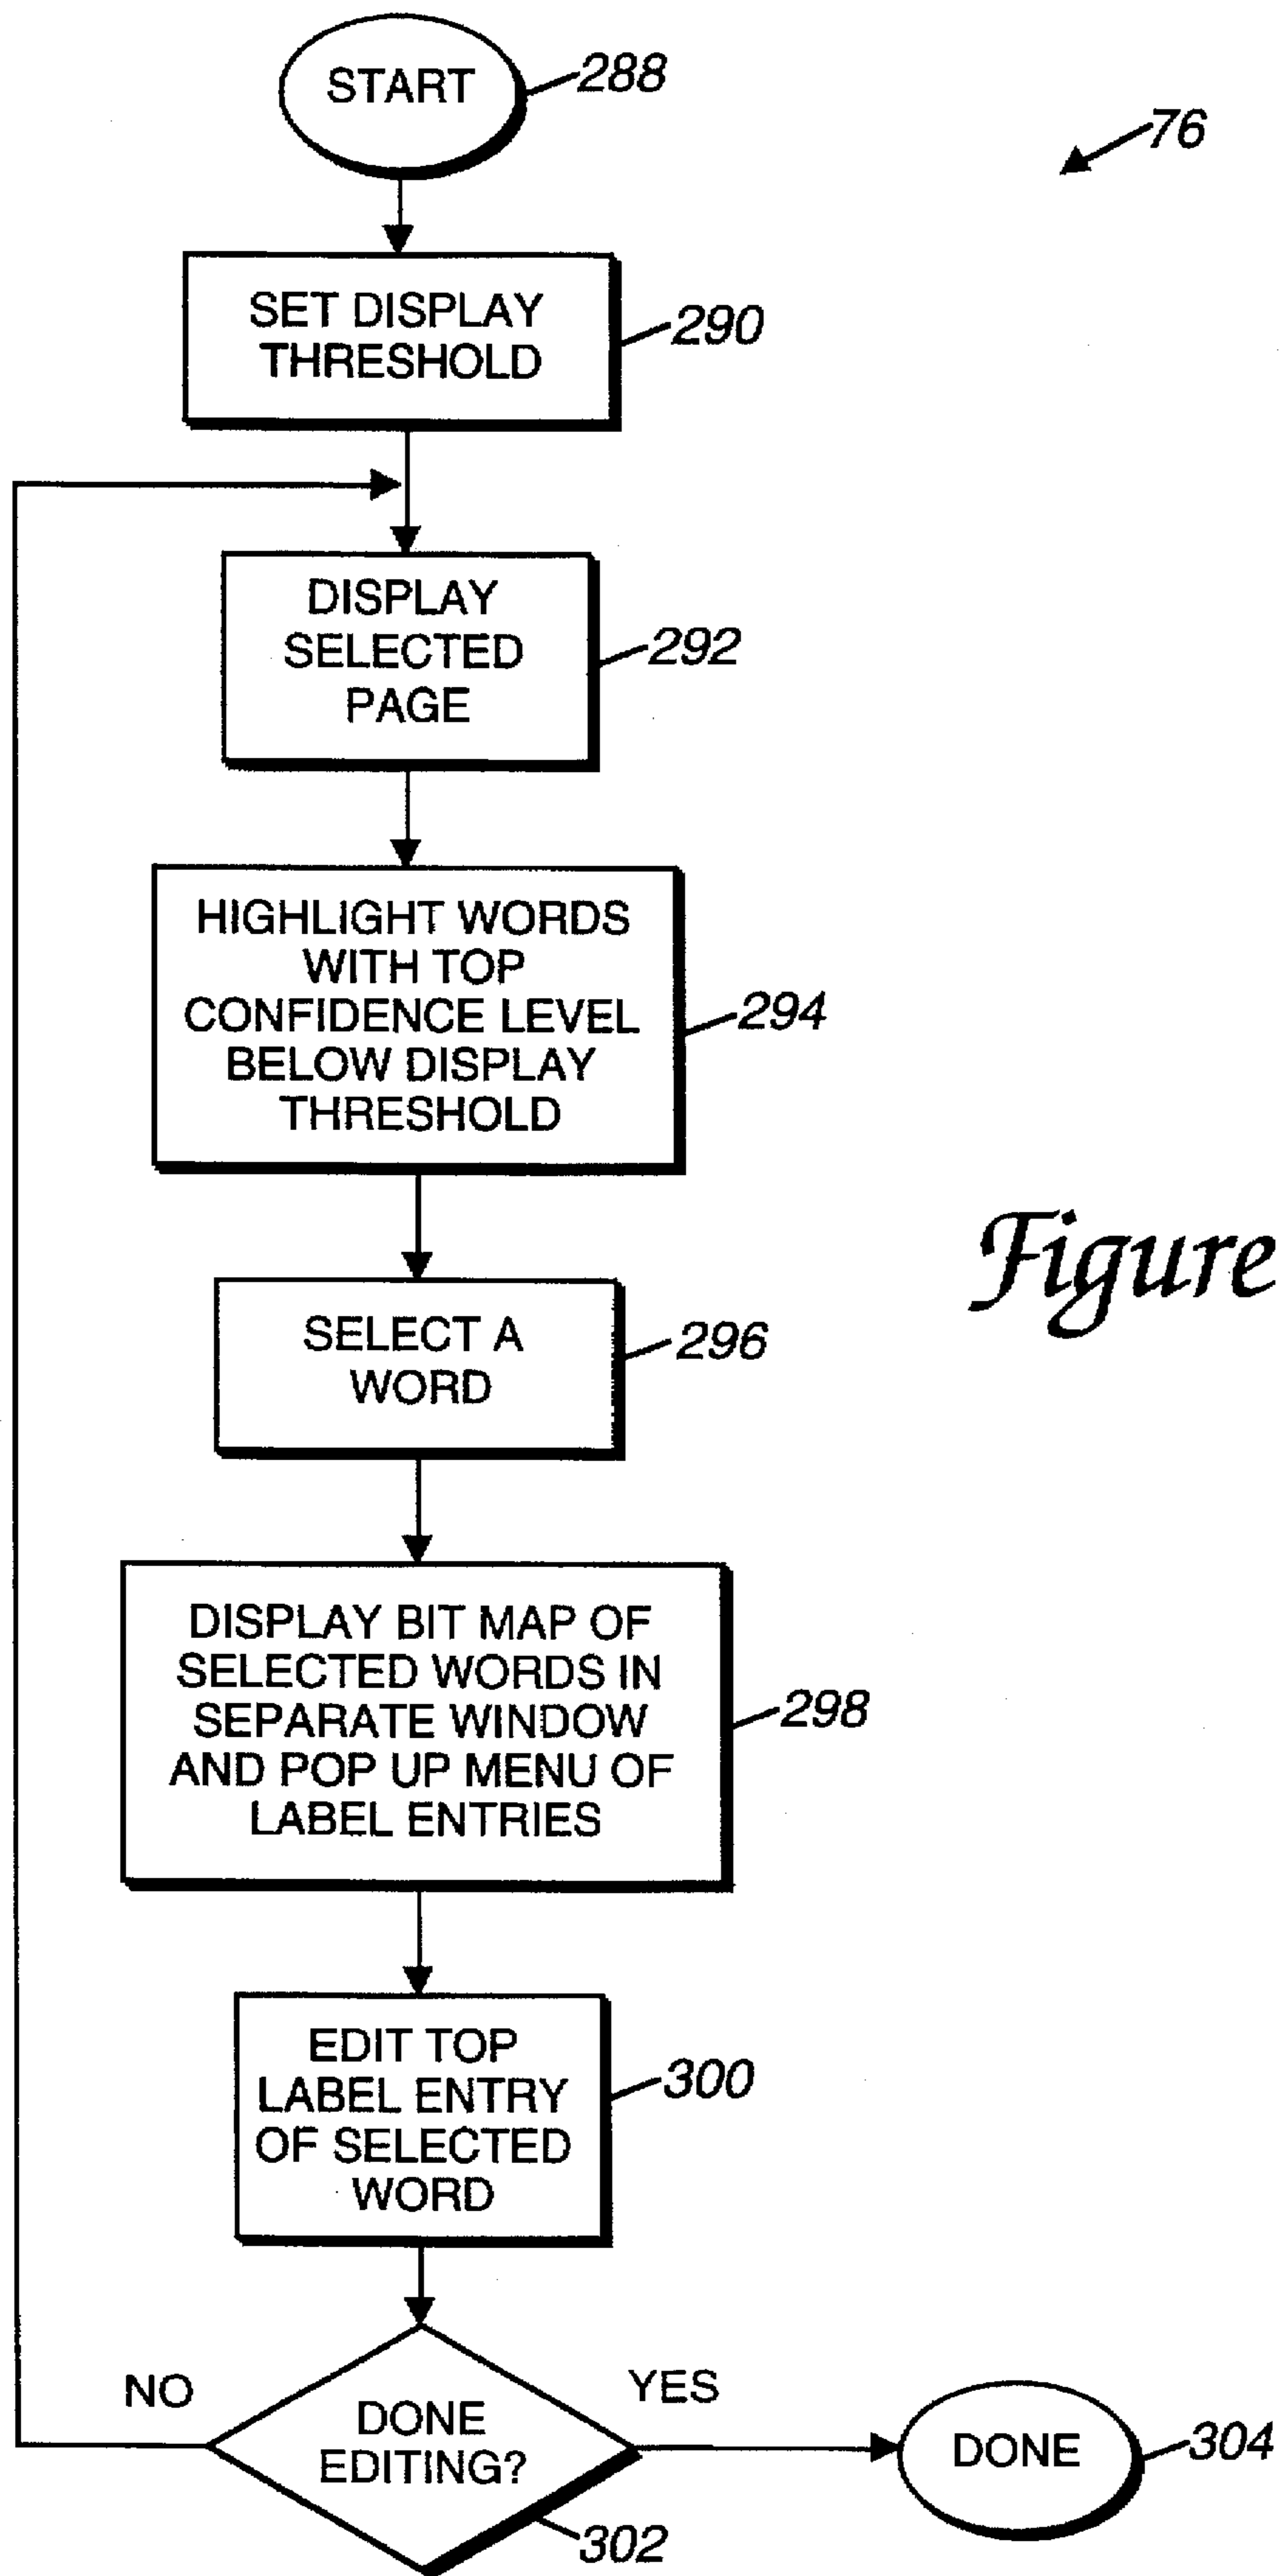 START
288
76
SET DISPLAY
THRESHOLD
290
DISPLAY
SELECTED
PAGE
292
HIGHLIGHT WORDS
WITH TOP
CONFIDENCE LEVEL
BELOW DISPLAY
THRESHOLD
294
Figure
SELECT A
WORD
296
DISPLAY BIT MAP OF
SELECTED WORDS IN
SEPARATE WINDOW
AND POP UP MENU OF
LABEL ENTRIES
298
EDIT TOP
LABEL ENTRY
OF SELECTED
WORD
300
NO
DONE
EDITING?
302
YES
DONE
304